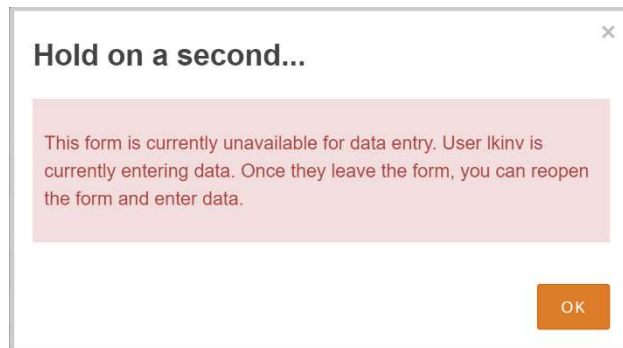 Hold on a second...
This form is currently unavailable for data entry. User lkinv is
currently entering data. Once they leave the form, you can reopen
the form and enter data.
OK